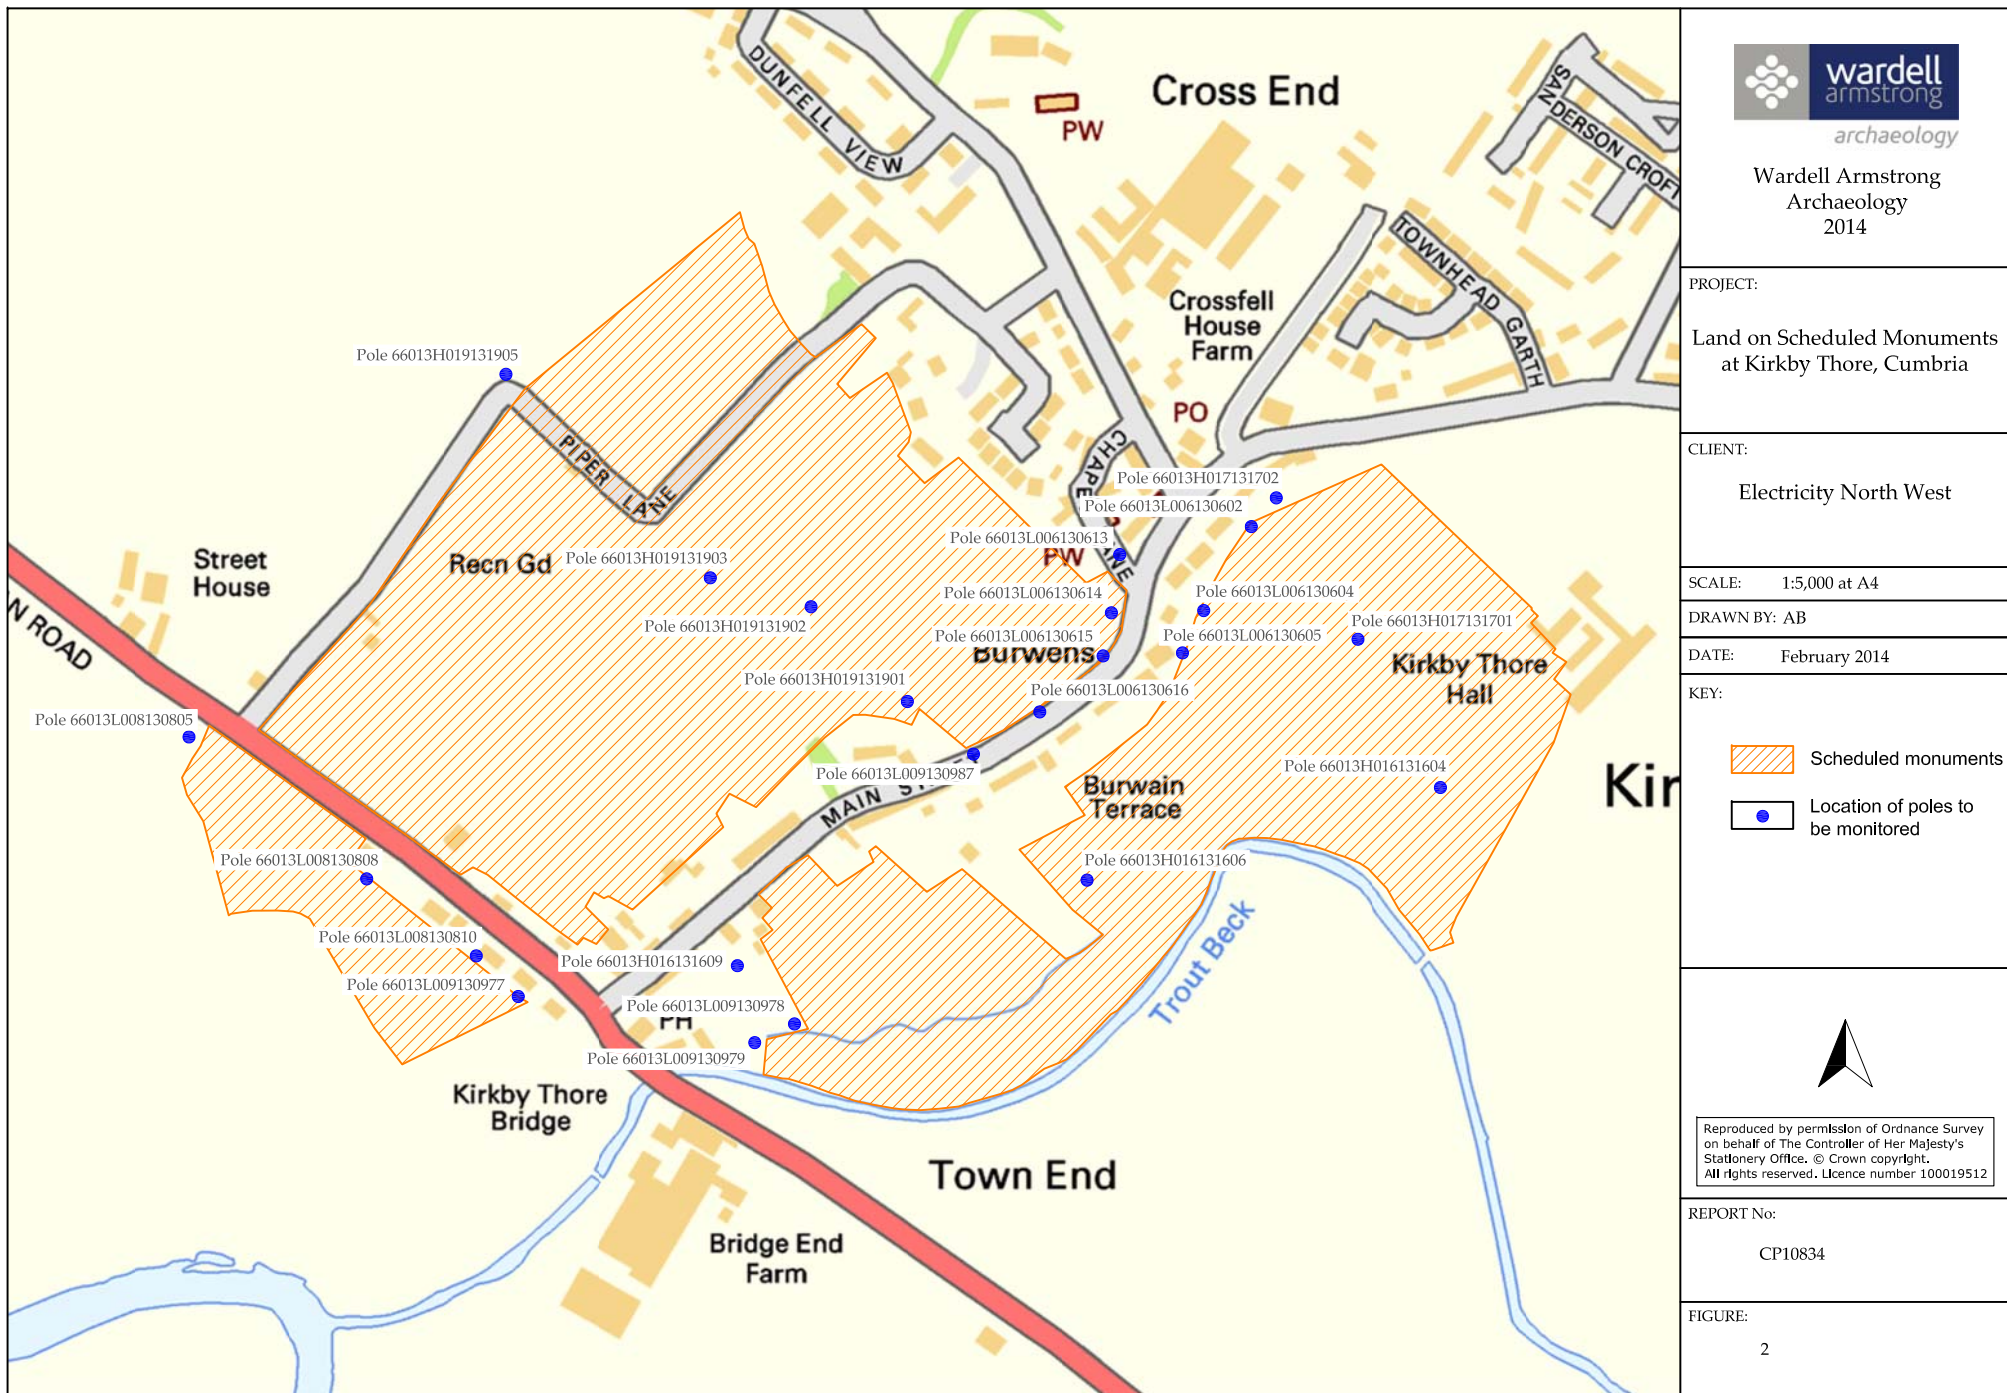 DUNFELL VIEW
Cross End
PW
SANDERSON CROFT
TOWNHEAD GARTH
Crossfell
House
Farm
PO
Pole 66013H019131905
PIPER LANE
CHAPE
NE
Pole 66013H017131702
Pole 66013L006130602
Pole 66013L006130613
PW
Street
House
Recn Gd
Pole 66013H019131903
Pole 66013L006130614
Pole 66013L006130604
Pole 66013H019131902
Pole 66013L006130615
Pole 66013L006130605
Pole 66013H017131701
Burwens
Kirkby Thore
Hall
N ROAD
Pole 66013H019131901
Pole 66013L006130616
Pole 66013L008130805
Pole 66013L009130987
MAIN S
Burwain
Terrace
Pole 66013H016131604
Kir
Pole 66013L008130808
Pole 66013H016131606
Trout Beck
Pole 66013L008130810
Pole 66013H016131609
Pole 66013L009130977
Pole 66013L009130978
PH
Pole 66013L009130979
Kirkby Thore
Bridge
Town End
Bridge End
Farm
wardell
armstrong
archaeology
Wardell Armstrong
Archaeology
2014
PROJECT:
Land on Scheduled Monuments
at Kirkby Thore, Cumbria
CLIENT:
Electricity North West
SCALE: 1:5,000 at A4
DRAWN BY: AB
DATE: February 2014
KEY:
Scheduled monuments
Location of poles to
be monitored
Reproduced by permission of Ordnance Survey
on behalf of The Controller of Her Majesty's
Stationery Office. © Crown copyright.
All rights reserved. Licence number 100019512
REPORT No:
CP10834
FIGURE:
2